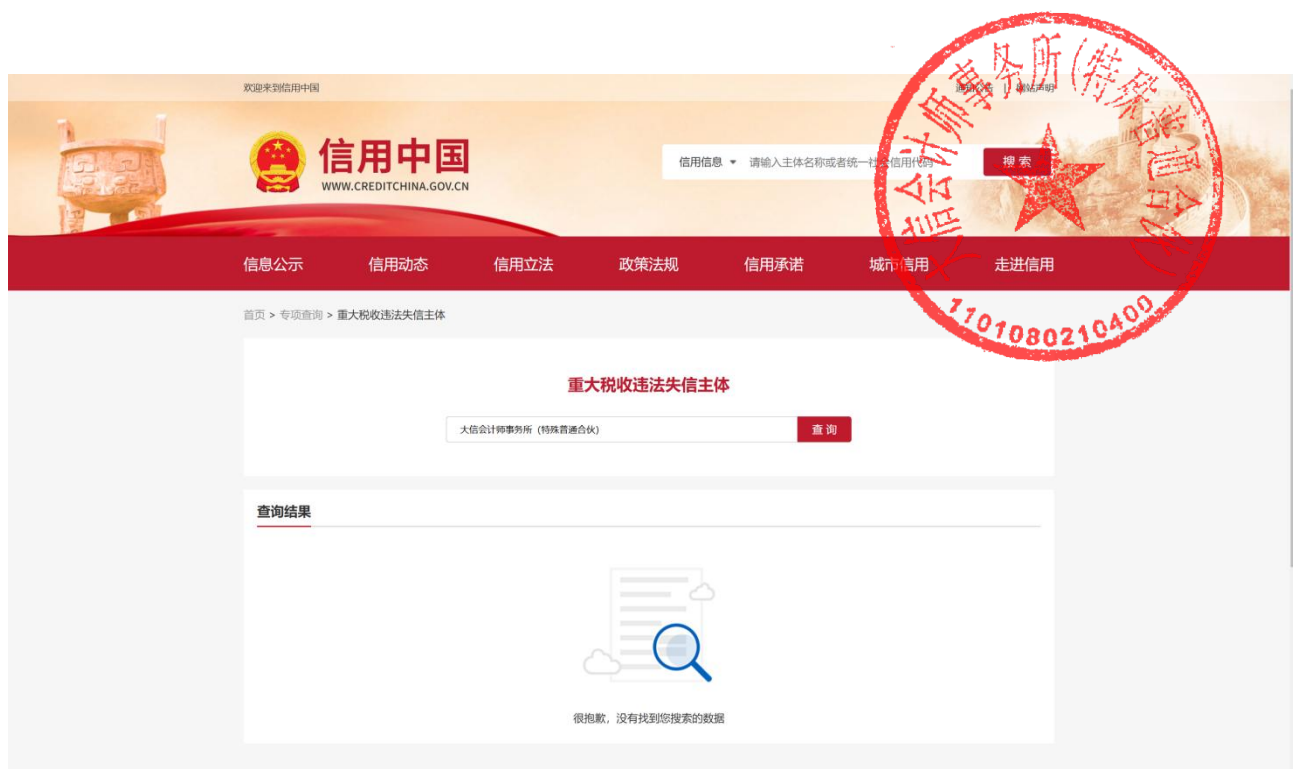 欢迎来到信用中国
网站声明
信用中国
WWW.CREDITCHINA.GOV.CN
信用信息
请输入主体名称或者统一社会信用代码
搜索
大信会计师事务所(特殊普通合伙)
1101080210400
信息公示 信用动态 信用立法 政策法规 信用承诺 城市信用 走进信用
首页 > 专项查询 > 重大税收违法失信主体
重大税收违法失信主体
大信会计师事务所（特殊普通合伙）
查询
查询结果
很抱歉，没有找到您搜索的数据